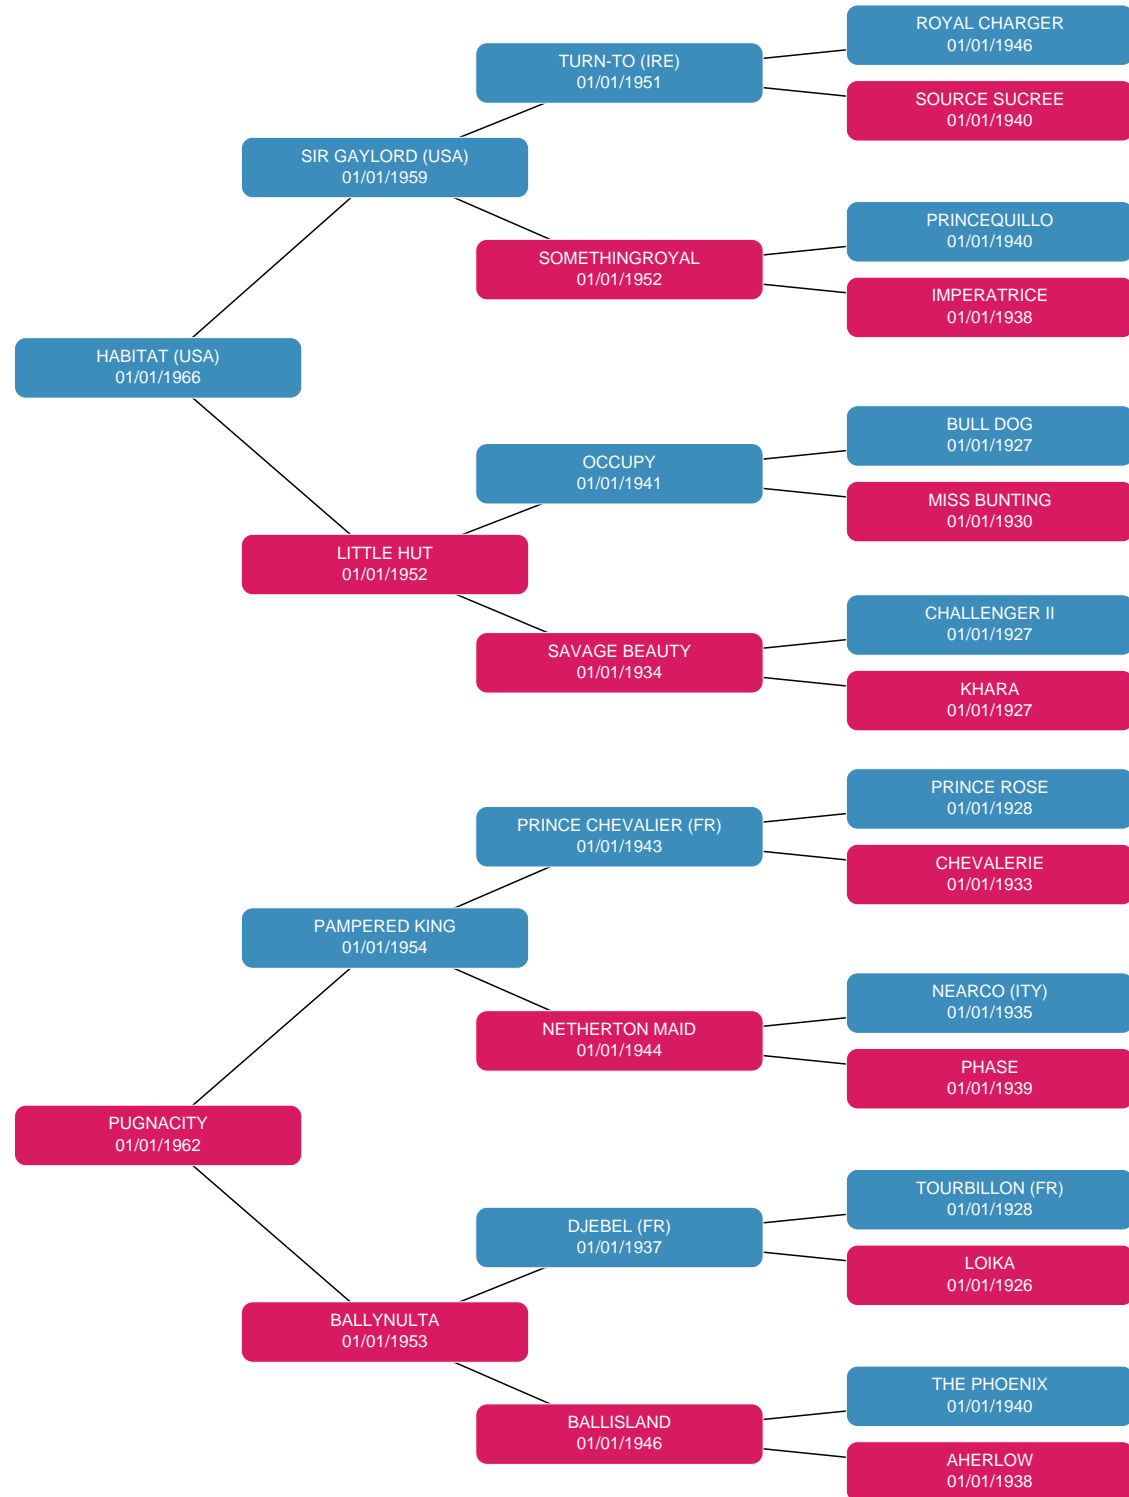 ROYAL CHARGER
01/01/1946
TURN-TO (IRE)
01/01/1951
SOURCE SUCREE
01/01/1940
SIR GAYLORD (USA)
01/01/1959
PRINCEQUILLO
01/01/1940
SOMETHINGROYAL
01/01/1952
IMPERATRICE
01/01/1938
HABITAT (USA)
01/01/1966
BULL DOG
01/01/1927
OCCUPY
01/01/1941
MISS BUNTING
01/01/1930
LITTLE HUT
01/01/1952
CHALLENGER II
01/01/1927
SAVAGE BEAUTY
01/01/1934
KHARA
01/01/1927
PRINCE ROSE
01/01/1928
PRINCE CHEVALIER (FR)
01/01/1943
CHEVALERIE
01/01/1933
PAMPERED KING
01/01/1954
NEARCO (ITY)
01/01/1935
NETHERTON MAID
01/01/1944
PHASE
01/01/1939
PUGNACITY
01/01/1962
TOURBILLON (FR)
01/01/1928
DJEBEL (FR)
01/01/1937
LOIKA
01/01/1926
BALLYNULTA
01/01/1953
THE PHOENIX
01/01/1940
BALLISLAND
01/01/1946
AHERLOW
01/01/1938